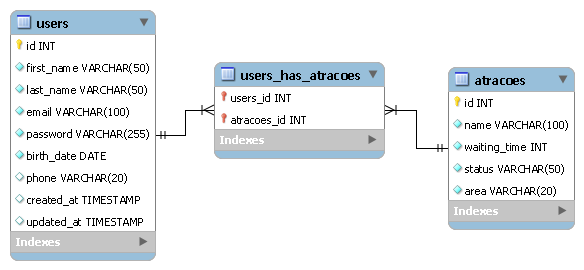 users
id INT
first_name VARCHAR(50)
last_name VARCHAR(50)
email VARCHAR(100)
password VARCHAR(255)
birth_date DATE
phone VARCHAR(20)
created_at TIMESTAMP
updated_at TIMESTAMP
Indexes
users_has_atracoes
users_id INT
atracoes_id INT
Indexes
atracoes
id INT
name VARCHAR(100)
waiting_time INT
status VARCHAR(50)
area VARCHAR(20)
Indexes